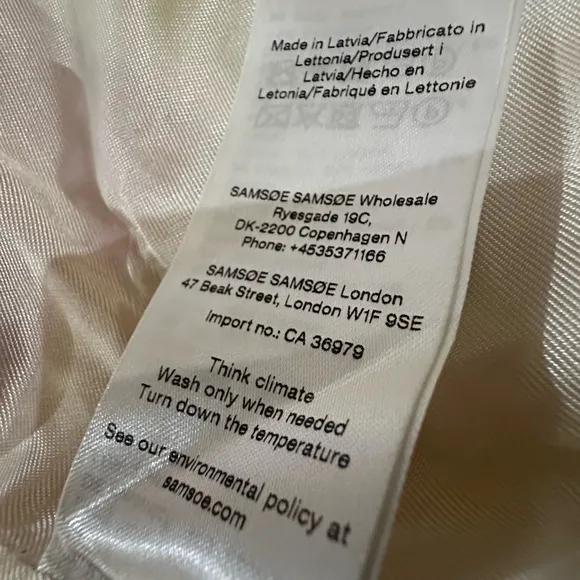 Made in Latvia/Fabbricato in
Lettonia/Produsert i
Latvia/Hecho en
Letonia/Fabriqué en Lettonie
SAMSØE SAMSØE Wholesale
Ryesgade 19C,
DK-2200 Copenhagen N
Phone: +4535371166
SAMSØE SAMSØE London
47 Beak Street, London W1F 9SE
Import no.: CA 36979
Think climate
Wash only when needed
Turn down the temperature
See our environmental policy at
samsoe.com